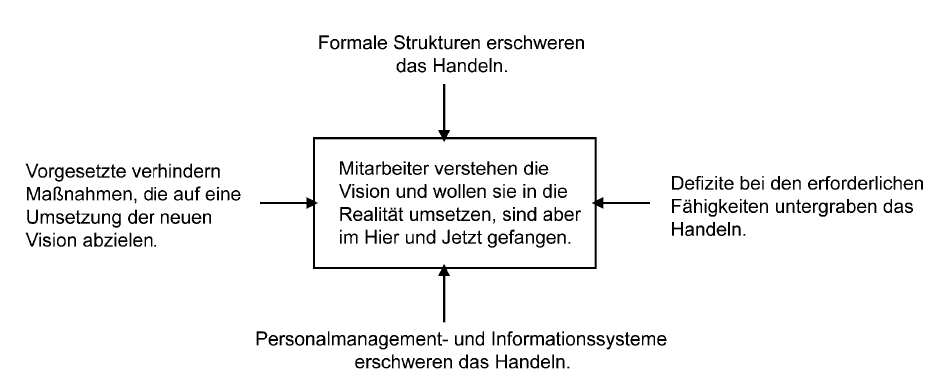 Formale Strukturen erschweren
das Handeln.
Vorgesetzte verhindern
Maßnahmen, die auf eine
Umsetzung der neuen
Vision abzielen.
Mitarbeiter verstehen die
Vision und wollen sie in die
Realität umsetzen, sind aber
im Hier und Jetzt gefangen.
Defizite bei den erforderlichen
Fähigkeiten untergraben das
Handeln.
Personalmanagement- und Informationssysteme
erschweren das Handeln.